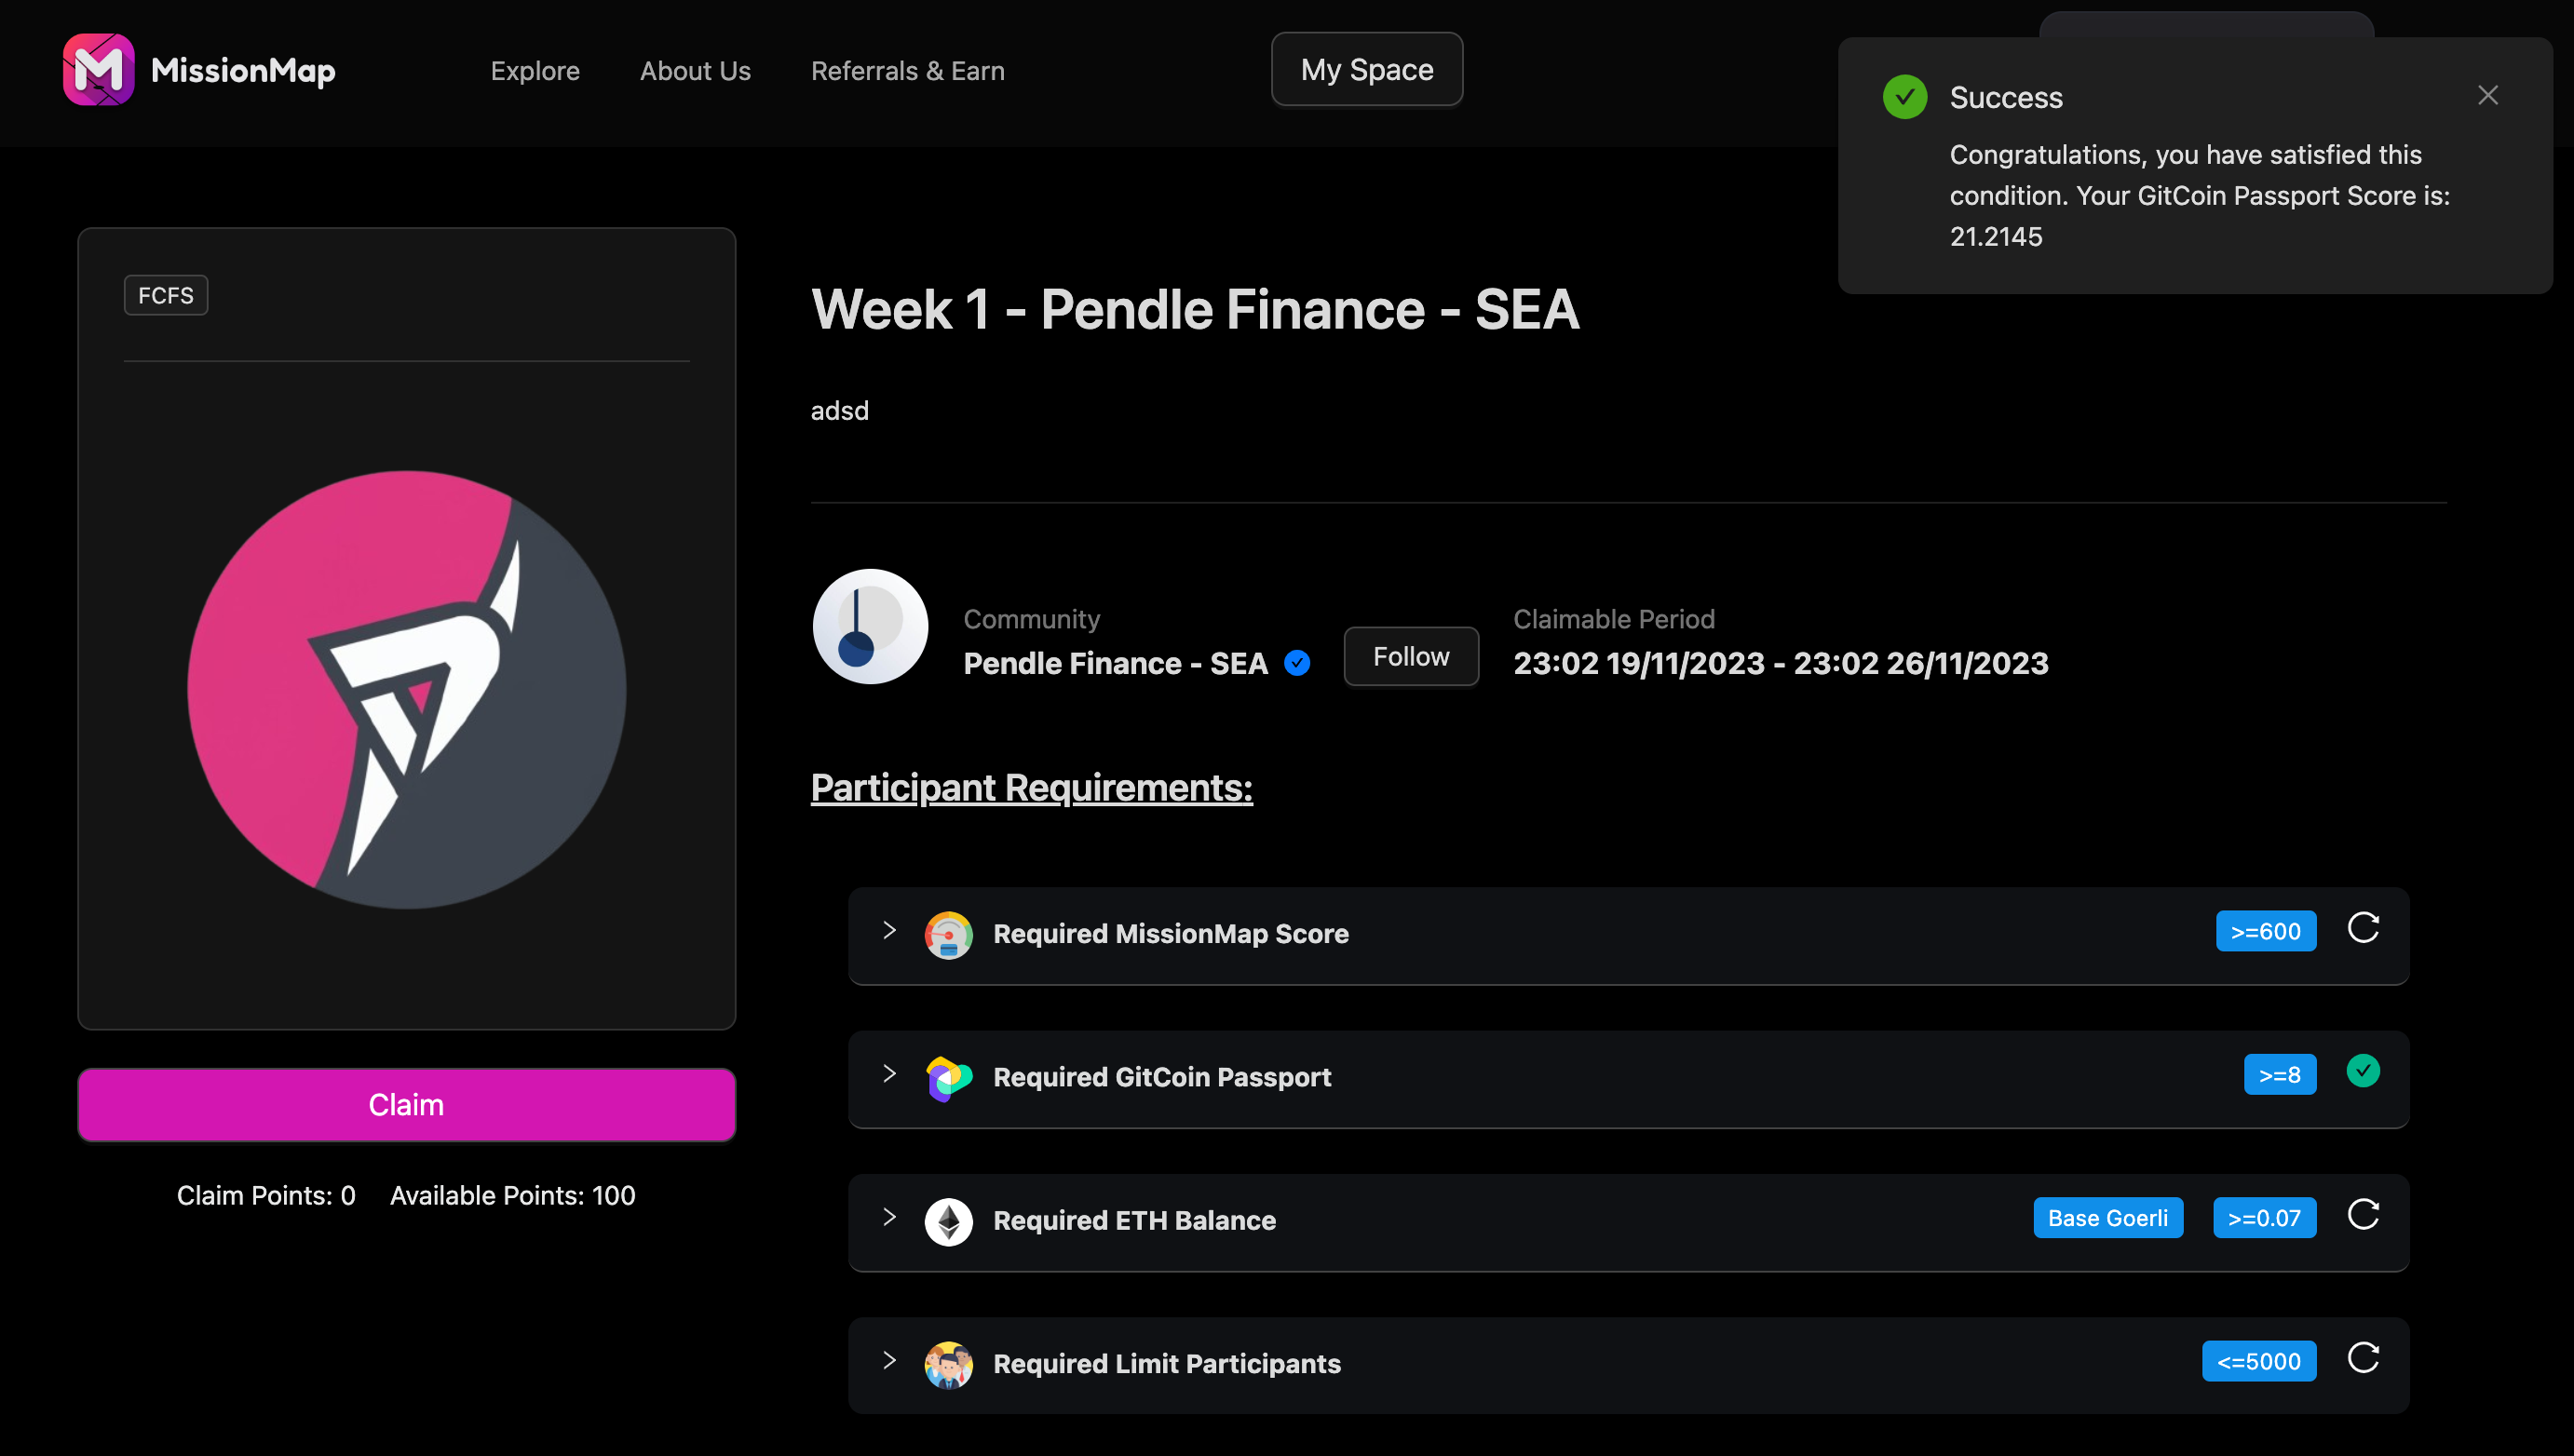 MissionMap
Explore
About Us
Referrals & Earn
My Space
Success
Congratulations, you have satisfied this
condition. Your GitCoin Passport Score is:
21.2145
FCFS
Week 1 - Pendle Finance - SEA
adsd
Community
Pendle Finance - SEA
Follow
Claimable Period
23:02 19/11/2023 - 23:02 26/11/2023
Participant Requirements:
Required MissionMap Score
>=600
Required GitCoin Passport
>=8
Required ETH Balance
Base Goerli
>=0.07
Required Limit Participants
<=5000
Claim
Claim Points: 0
Available Points: 100